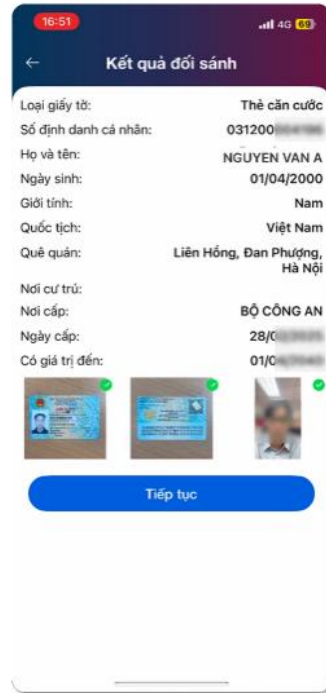 16:51
4G 69
Kết quả đối sánh
Loại giấy tờ: Thẻ căn cước
Số định danh cá nhân: 031200
Họ và tên: NGUYEN VAN A
Ngày sinh: 01/04/2000
Giới tính: Nam
Quốc tịch: Việt Nam
Quê quán: Liên Hồng, Đan Phượng,
Hà Nội
Nơi cư trú:
Nơi cấp: BỘ CÔNG AN
Ngày cấp: 28/0
Có giá trị đến: 01/0
Tiếp tục